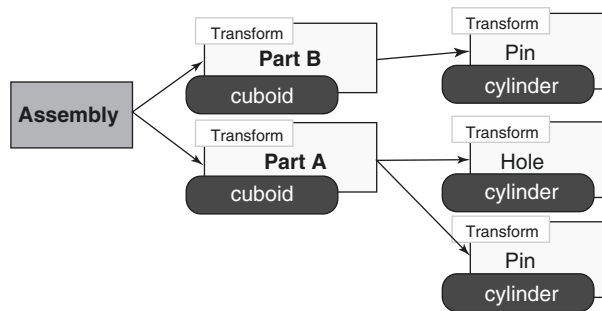 Assembly
Transform
Part B
cuboid
Transform
Part A
cuboid
Transform
Pin
cylinder
Transform
Hole
cylinder
Transform
Pin
cylinder